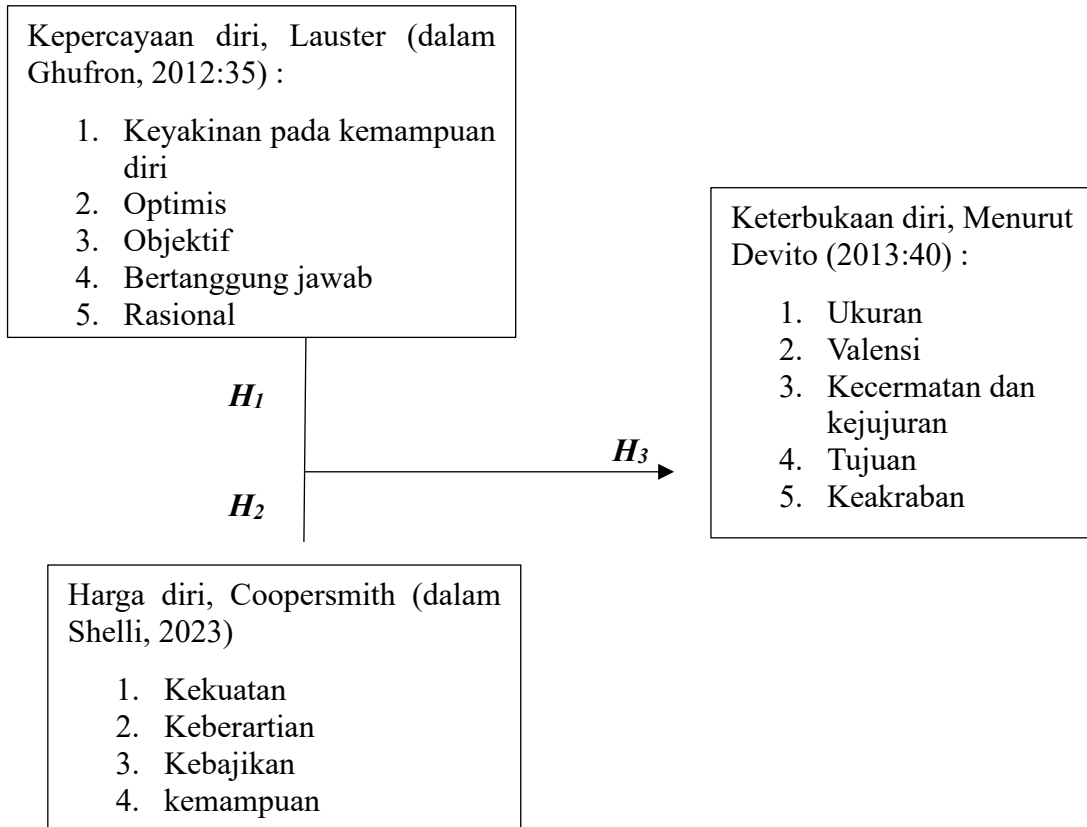 Kepercayaan diri, Lauster (dalam
Ghufron, 2012:35) :
1. Keyakinan pada kemampuan
diri
2. Optimis
3. Objektif
4. Bertanggung jawab
5. Rasional
H1
H2
H3
Keterbukaan diri, Menurut
Devito (2013:40) :
1. Ukuran
2. Valensi
3. Kecermatan dan
kejujuran
4. Tujuan
5. Keakraban
Harga diri, Coopersmith (dalam
Shelli, 2023)
1. Kekuatan
2. Keberartian
3. Kebajikan
4. kemampuan